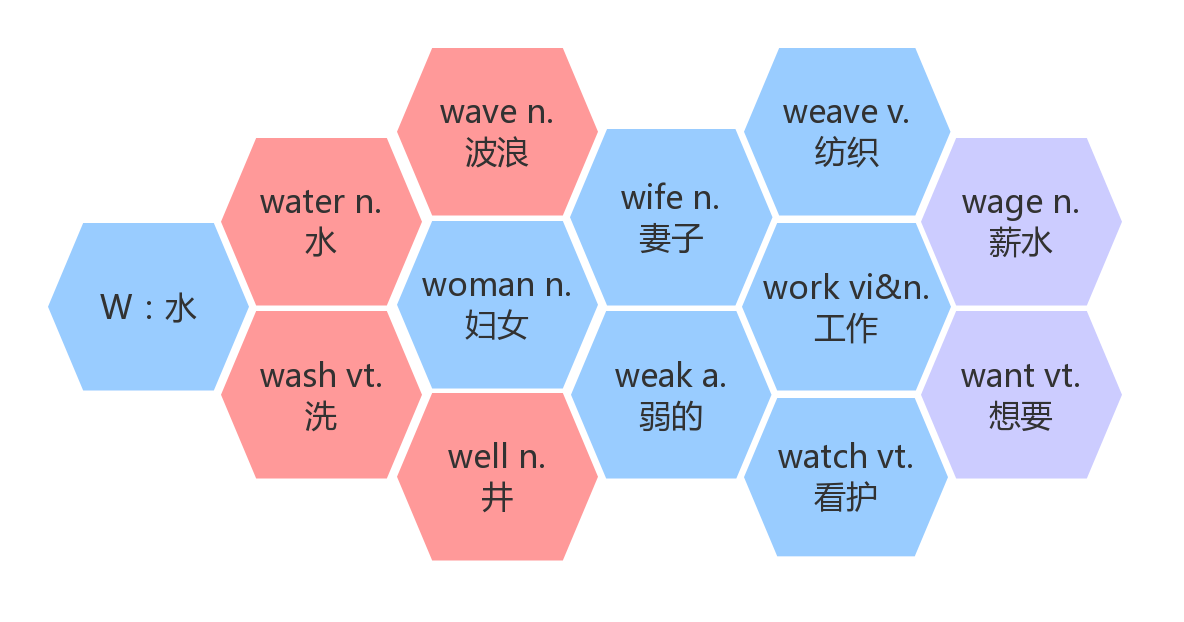 W：水
water n.
水
wash vt.
洗
wave n.
波浪
woman n.
妇女
well n.
井
wife n.
妻子
weak a.
弱的
weave v.
纺织
work vi&n.
工作
watch vt.
看护
wage n.
薪水
want vt.
想要